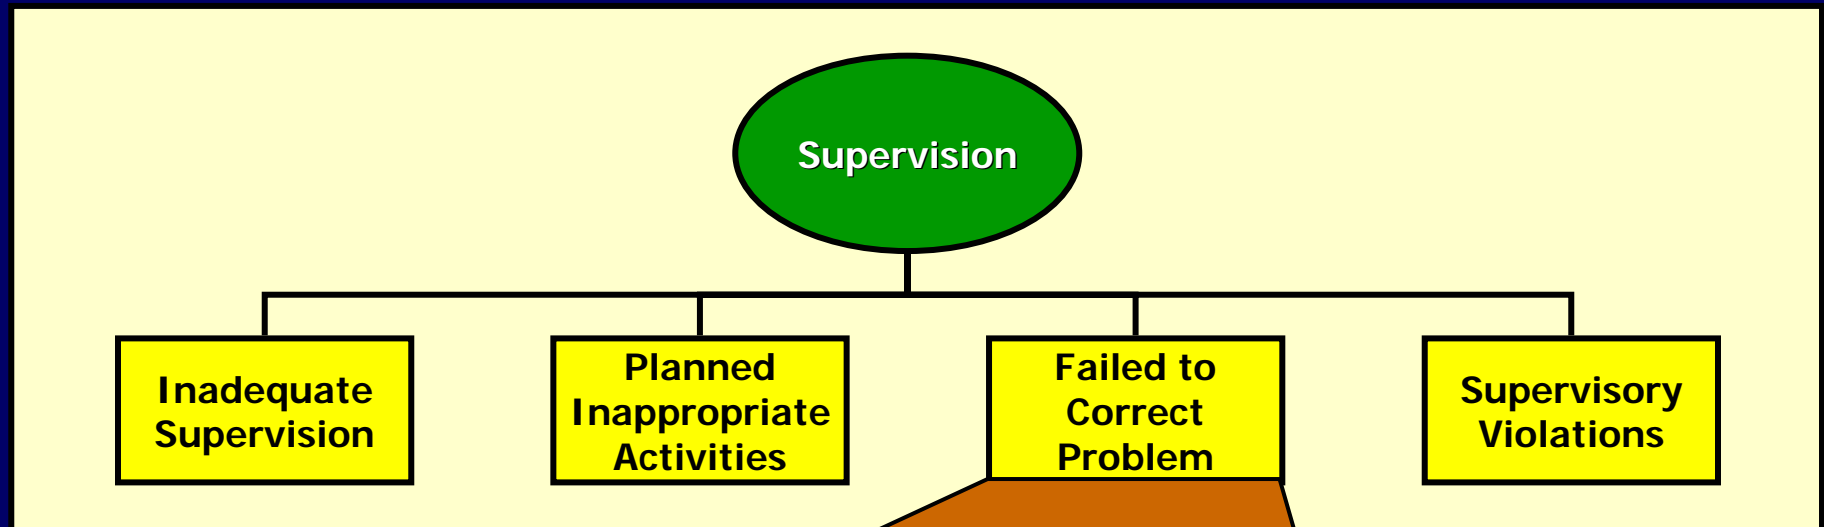 Supervision
Inadequate
Supervision
Planned
Inappropriate
Activities
Failed to
Correct
Problem
Supervisory
Violations